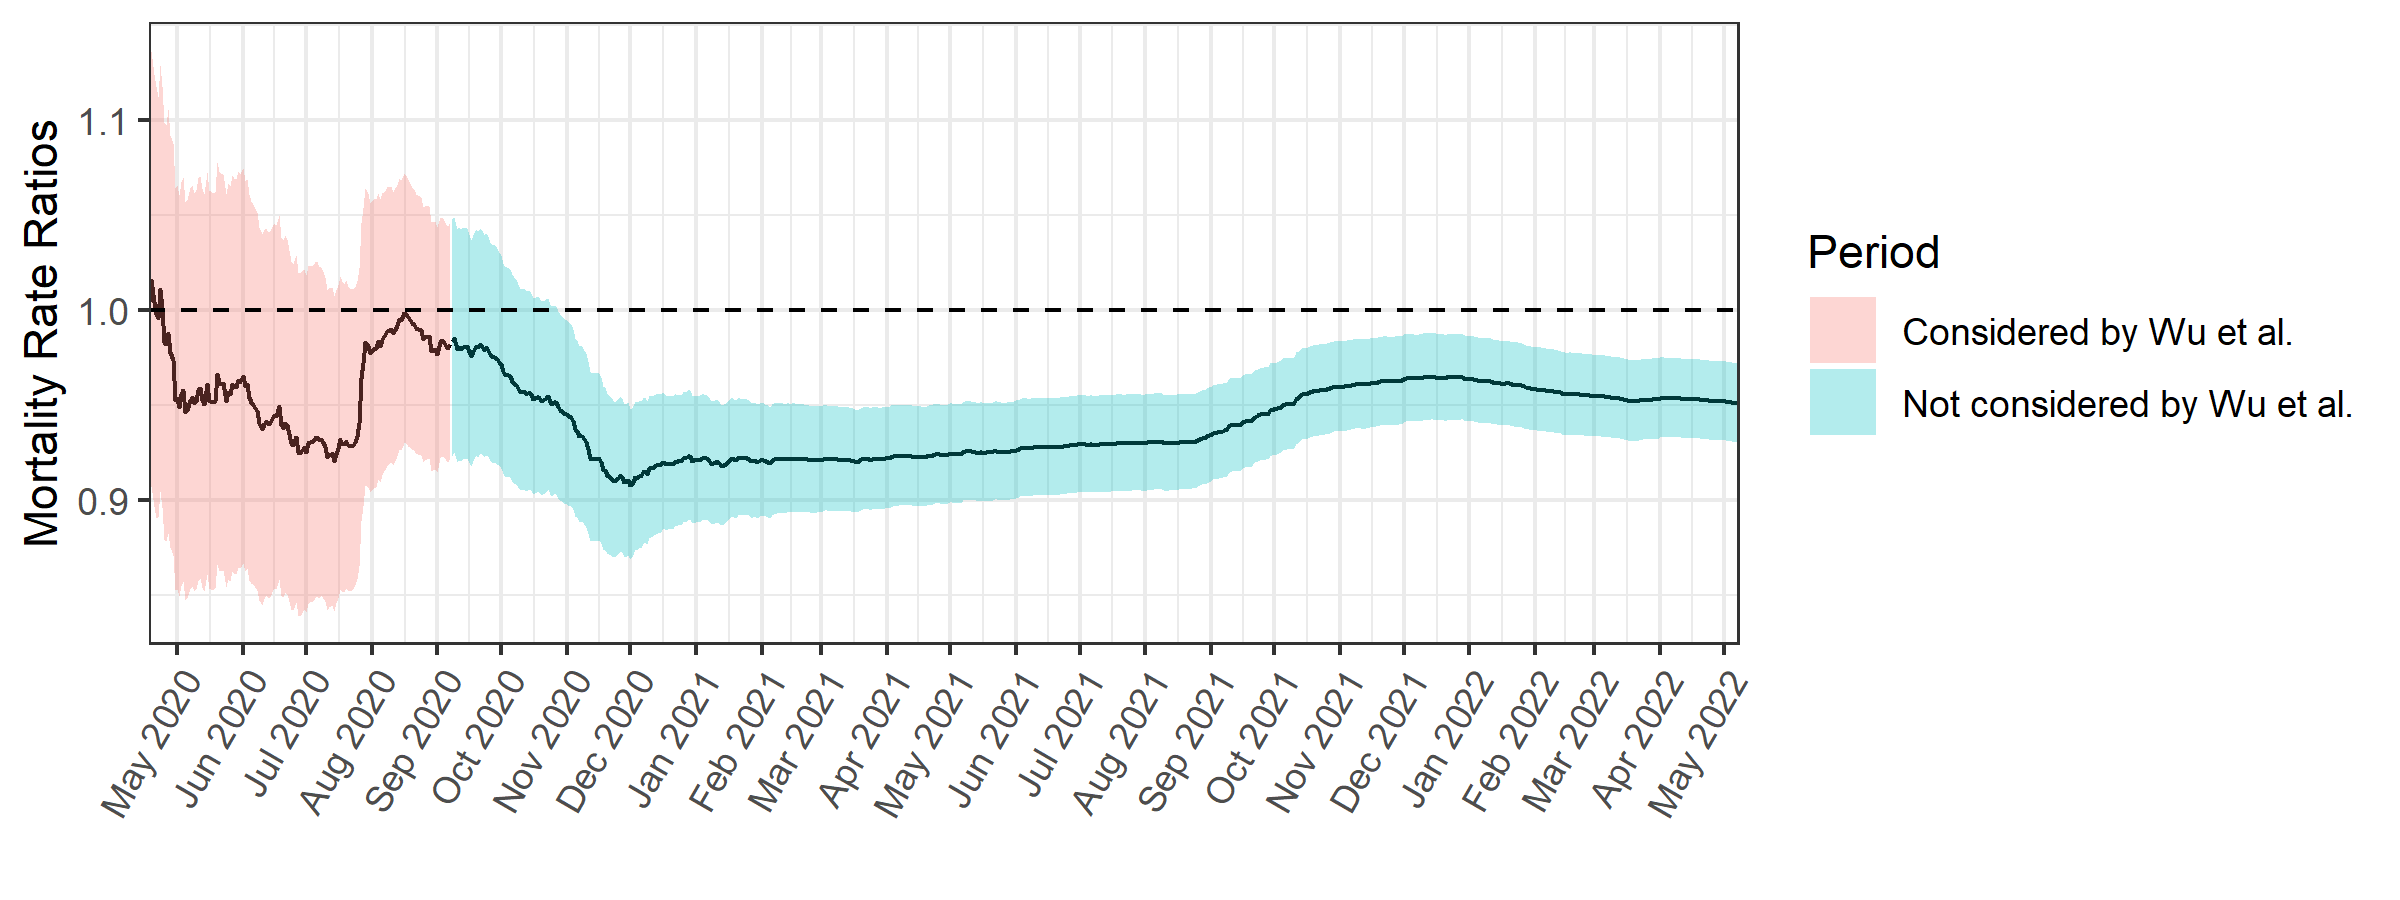 Mortality Rate Ratios
1.1
1.0
0.9
May 2020
Jun 2020
Jul 2020
Aug 2020
Sep 2020
Oct 2020
Nov 2020
Dec 2020
Jan 2021
Feb 2021
Mar 2021
Apr 2021
May 2021
Jun 2021
Jul 2021
Aug 2021
Sep 2021
Oct 2021
Nov 2021
Dec 2021
Jan 2022
Feb 2022
Mar 2022
Apr 2022
May 2022
Period
Considered by Wu et al.
Not considered by Wu et al.